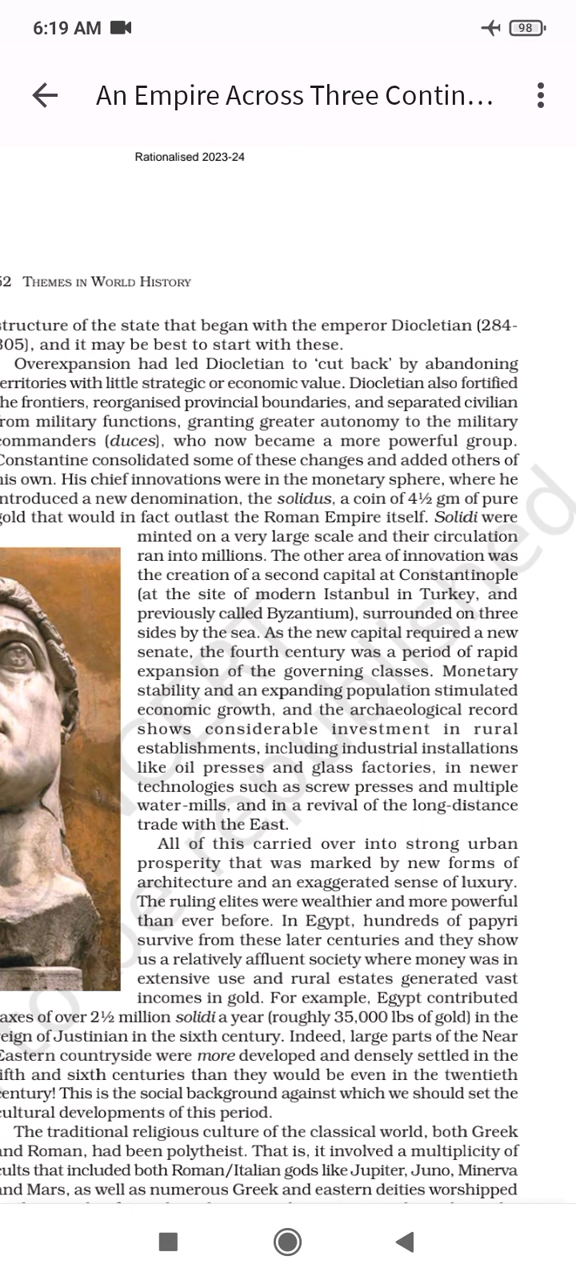 6:19 AM
98
An Empire Across Three Contin...
Rationalised 2023-24
52 THEMES IN WORLD HISTORY
structure of the state that began with the emperor Diocletian (284-
305), and it may be best to start with these.
Overexpansion had led Diocletian to ‘cut back’ by abandoning
territories with little strategic or economic value. Diocletian also fortified
the frontiers, reorganised provincial boundaries, and separated civilian
from military functions, granting greater autonomy to the military
commanders (duces), who now became a more powerful group.
Constantine consolidated some of these changes and added others of
his own. His chief innovations were in the monetary sphere, where he
introduced a new denomination, the solidus, a coin of 4½ gm of pure
gold that would in fact outlast the Roman Empire itself. Solidi were
minted on a very large scale and their circulation
ran into millions. The other area of innovation was
the creation of a second capital at Constantinople
(at the site of modern Istanbul in Turkey, and
previously called Byzantium), surrounded on three
sides by the sea. As the new capital required a new
senate, the fourth century was a period of rapid
expansion of the governing classes. Monetary
stability and an expanding population stimulated
economic growth, and the archaeological record
shows considerable investment in rural
establishments, including industrial installations
like oil presses and glass factories, in newer
technologies such as screw presses and multiple
water-mills, and in a revival of the long-distance
trade with the East.
All of this carried over into strong urban
prosperity that was marked by new forms of
architecture and an exaggerated sense of luxury.
The ruling elites were wealthier and more powerful
than ever before. In Egypt, hundreds of papyri
survive from these later centuries and they show
us a relatively affluent society where money was in
extensive use and rural estates generated vast
incomes in gold. For example, Egypt contributed
taxes of over 2½ million solidi a year (roughly 35,000 lbs of gold) in the
reign of Justinian in the sixth century. Indeed, large parts of the Near
Eastern countryside were more developed and densely settled in the
fifth and sixth centuries than they would be even in the twentieth
century! This is the social background against which we should set the
cultural developments of this period.
The traditional religious culture of the classical world, both Greek
and Roman, had been polytheist. That is, it involved a multiplicity of
cults that included both Roman/Italian gods like Jupiter, Juno, Minerva
and Mars, as well as numerous Greek and eastern deities worshipped
NCERT
to be republished